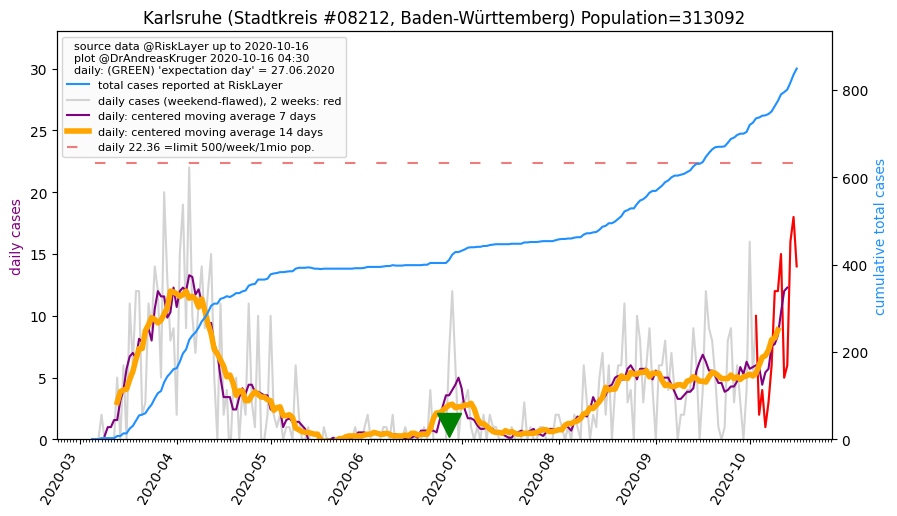 Karlsruhe (Stadtkreis #08212, Baden-Württemberg) Population=313092
source data @RiskLayer up to 2020-10-16
plot @DrAndreasKruger 2020-10-16 04:30
daily: (GREEN) 'expectation day' = 27.06.2020
total cases reported at RiskLayer
daily cases (weekend-flawed), 2 weeks: red
daily: centered moving average 7 days
daily: centered moving average 14 days
daily 22.36 =limit 500/week/1mio pop.
daily cases
30
25
20
15
10
5
0
cumulative total cases
800
600
400
200
0
2020-03
2020-04
2020-05
2020-06
2020-07
2020-08
2020-09
2020-10